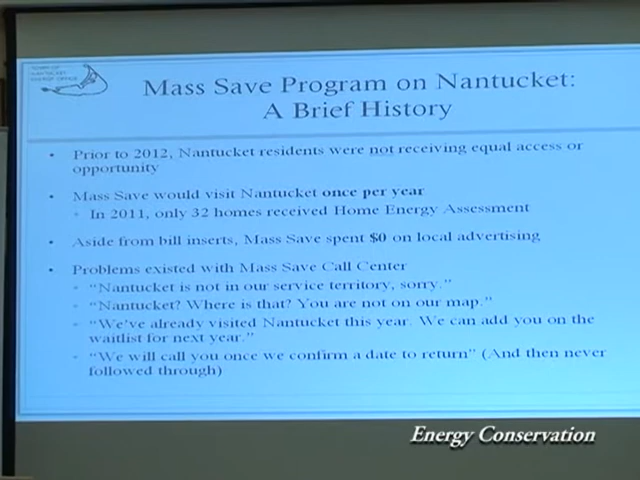 TOWN OF
NANTUCKET
ENERGY OFFICE
Mass Save Program on Nantucket:
A Brief History
• Prior to 2012, Nantucket residents were not receiving equal access or
opportunity
• Mass Save would visit Nantucket once per year
• In 2011, only 32 homes received Home Energy Assessment
• Aside from bill inserts, Mass Save spent $0 on local advertising
• Problems existed with Mass Save Call Center
• “Nantucket is not in our service territory, sorry.”
• “Nantucket? Where is that? You are not on our map.”
• “We've already visited Nantucket this year. We can add you on the
waitlist for next year.”
• “We will call you once we confirm a date to return” (And then never
followed through)
Energy Conservation